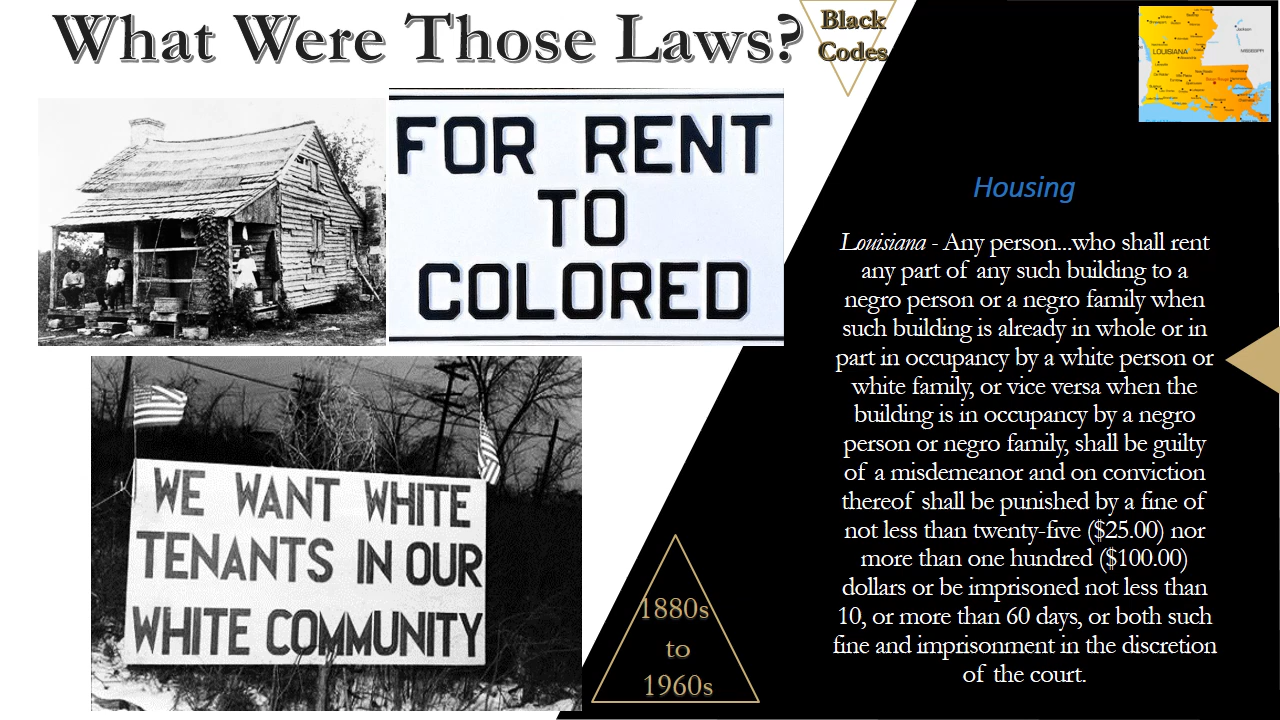 What Were Those Laws?
Black
Codes
LOUISIANA
MISSISSIPPI
Jackson
FOR RENT
TO
COLORED
Housing
Louisiana - Any person...who shall rent
any part of any such building to a
negro person or a negro family when
such building is already in whole or in
part in occupancy by a white person or
white family, or vice versa when the
building is in occupancy by a negro
person or negro family, shall be guilty
of a misdemeanor and on conviction
thereof shall be punished by a fine of
not less than twenty-five ($25.00) nor
more than one hundred ($100.00)
dollars or be imprisoned not less than
10, or more than 60 days, or both such
fine and imprisonment in the discretion
of the court.
WE WANT WHITE
TENANTS IN OUR
WHITE COMMUNITY
1880s
to
1960s